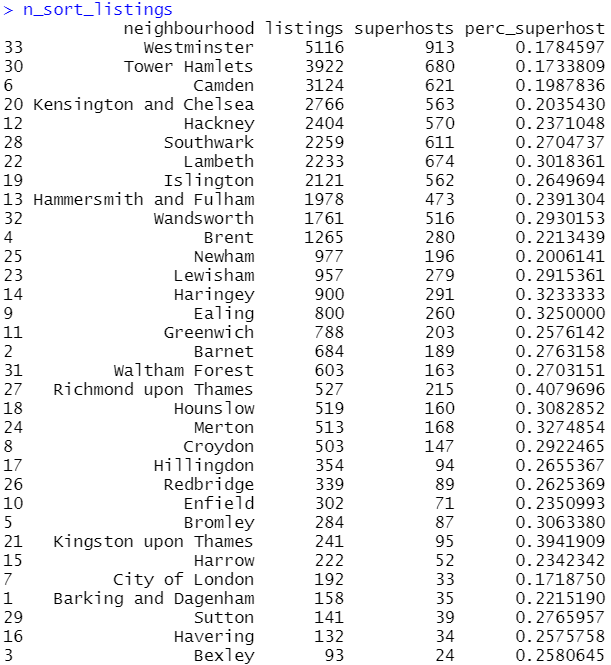 > n_sort_listings
neighbourhood listings superhosts perc_superhost
33 Westminster 5116 913 0.1784597
30 Tower Hamlets 3922 680 0.1733809
6 Camden 3124 621 0.1987836
20 Kensington and Chelsea 2766 563 0.2035430
12 Hackney 2404 570 0.2371048
28 Southwark 2259 611 0.2704737
22 Lambeth 2233 674 0.3018361
19 Islington 2121 562 0.2649694
13 Hammersmith and Fulham 1978 473 0.2391304
32 Wandsworth 1761 516 0.2930153
4 Brent 1265 280 0.2213439
25 Newham 977 196 0.2006141
23 Lewisham 957 279 0.2915361
14 Haringey 900 291 0.3233333
9 Ealing 800 260 0.3250000
11 Greenwich 788 203 0.2576142
2 Barnet 684 189 0.2763158
31 Waltham Forest 603 163 0.2703151
27 Richmond upon Thames 527 215 0.4079696
18 Hounslow 519 160 0.3082852
24 Merton 513 168 0.3274854
8 Croydon 503 147 0.2922465
17 Hillingdon 354 94 0.2655367
26 Redbridge 339 89 0.2625369
10 Enfield 302 71 0.2350993
5 Bromley 284 87 0.3063380
21 Kingston upon Thames 241 95 0.3941909
15 Harrow 222 52 0.2342342
7 City of London 192 33 0.1718750
1 Barking and Dagenham 158 35 0.2215190
29 Sutton 141 39 0.2765957
16 Havering 132 34 0.2575758
3 Bexley 93 24 0.2580645